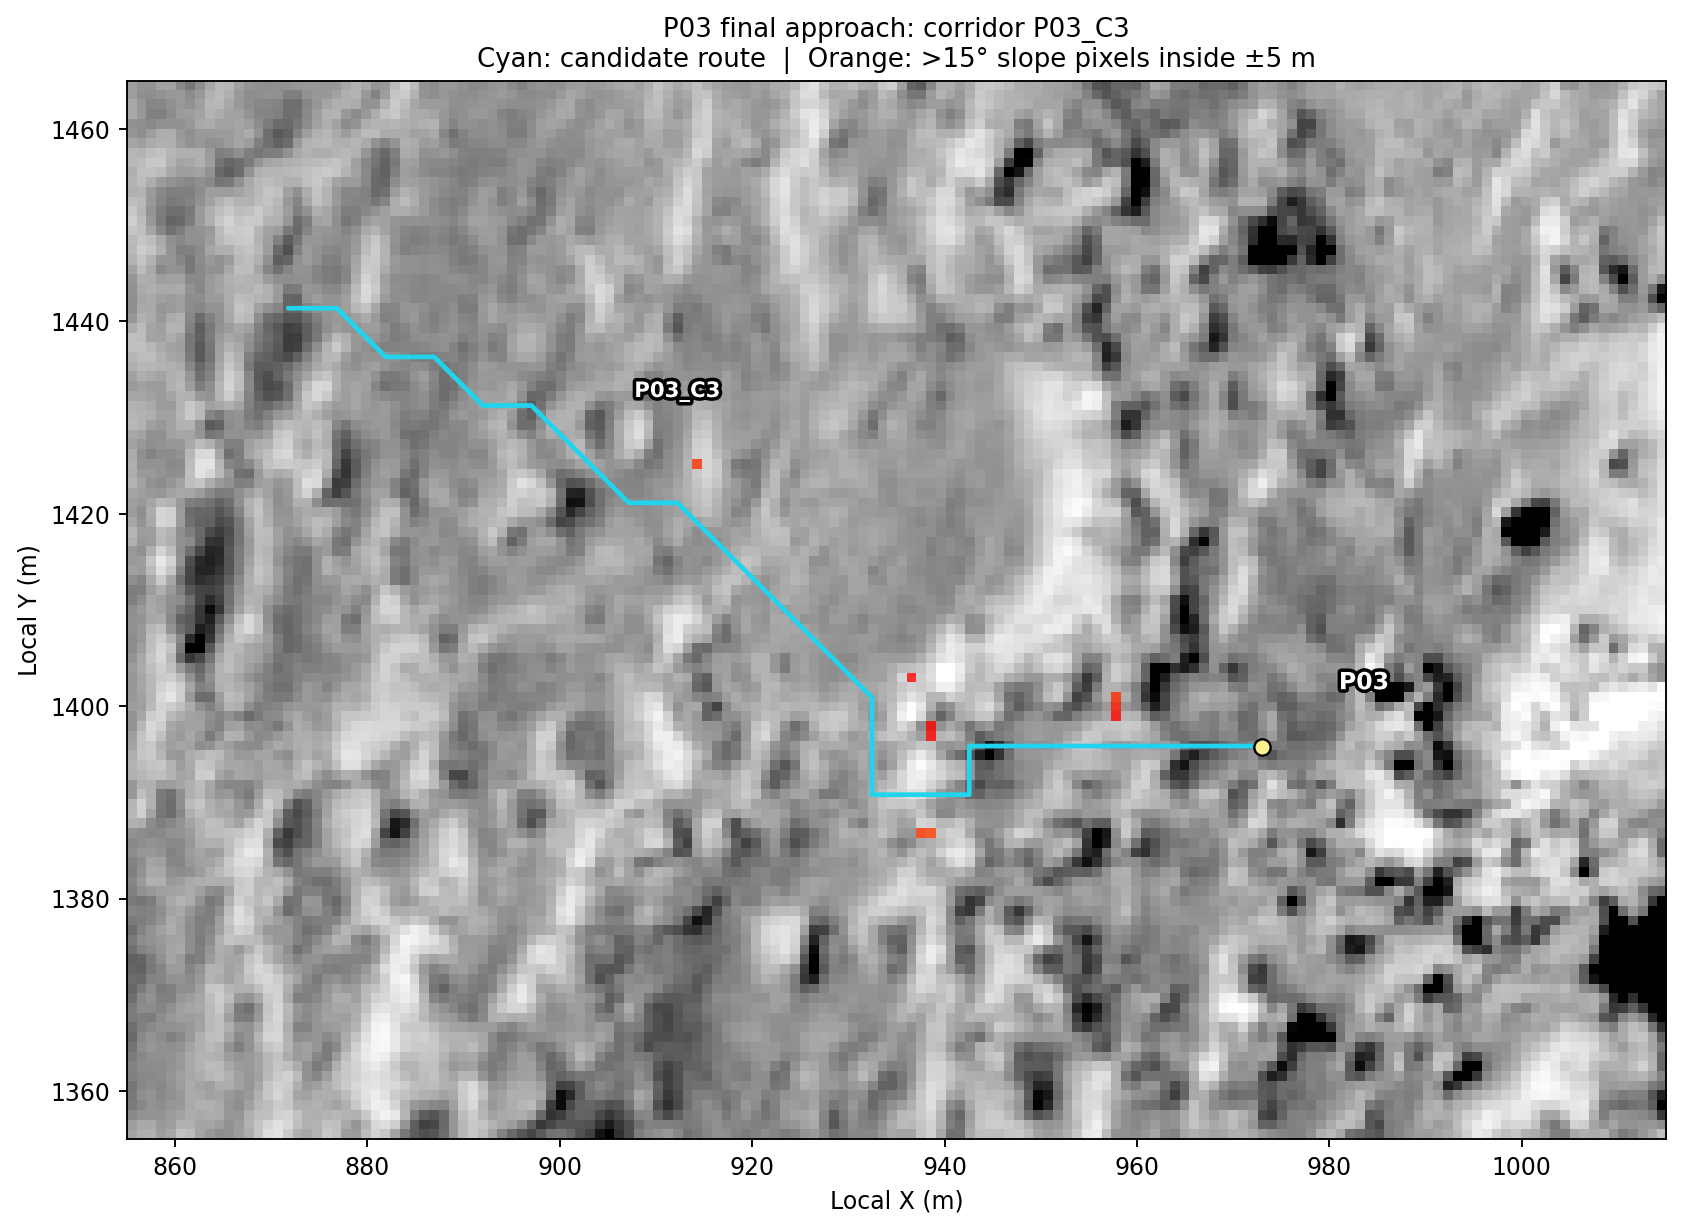 P03 final approach: corridor P03_C3
Cyan: candidate route | Orange: >15° slope pixels inside ±5 m
Local Y (m)
1460
1440
1420
1400
1380
1360
P03_C3
P03
860
880
900
920
940
960
980
1000
Local X (m)